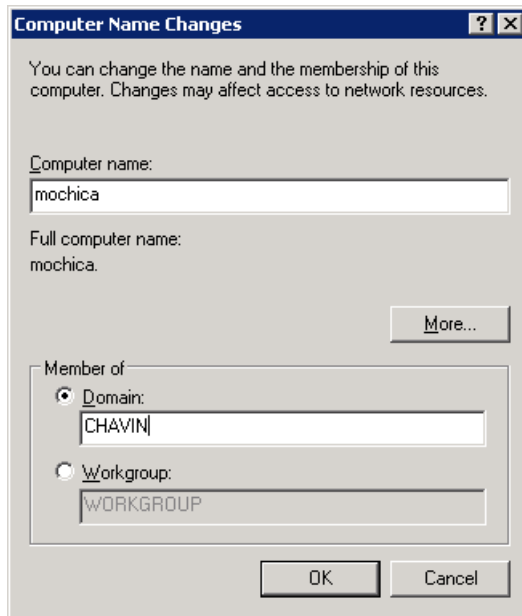 Computer Name Changes
You can change the name and the membership of this
computer. Changes may affect access to network resources.
Computer name:
mochica
Full computer name:
mochica.
More...
Member of
Domain:
CHAVIN
Workgroup:
WORKGROUP
OK Cancel